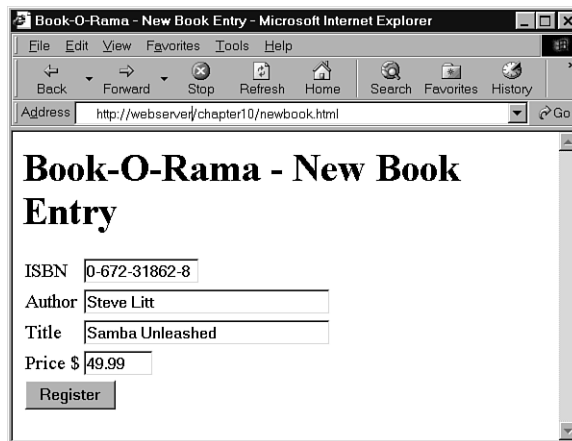 Book-O-Rama - New Book Entry - Microsoft Internet Explorer
File Edit View Favorites Tools Help
Back Forward Stop Refresh Home Search Favorites History
Address http://webserver/chapter10/newbook.html Go
Book-O-Rama - New Book
Entry
ISBN 0-672-31862-8
Author Steve Litt
Title Samba Unleashed
Price $ 49.99
Register